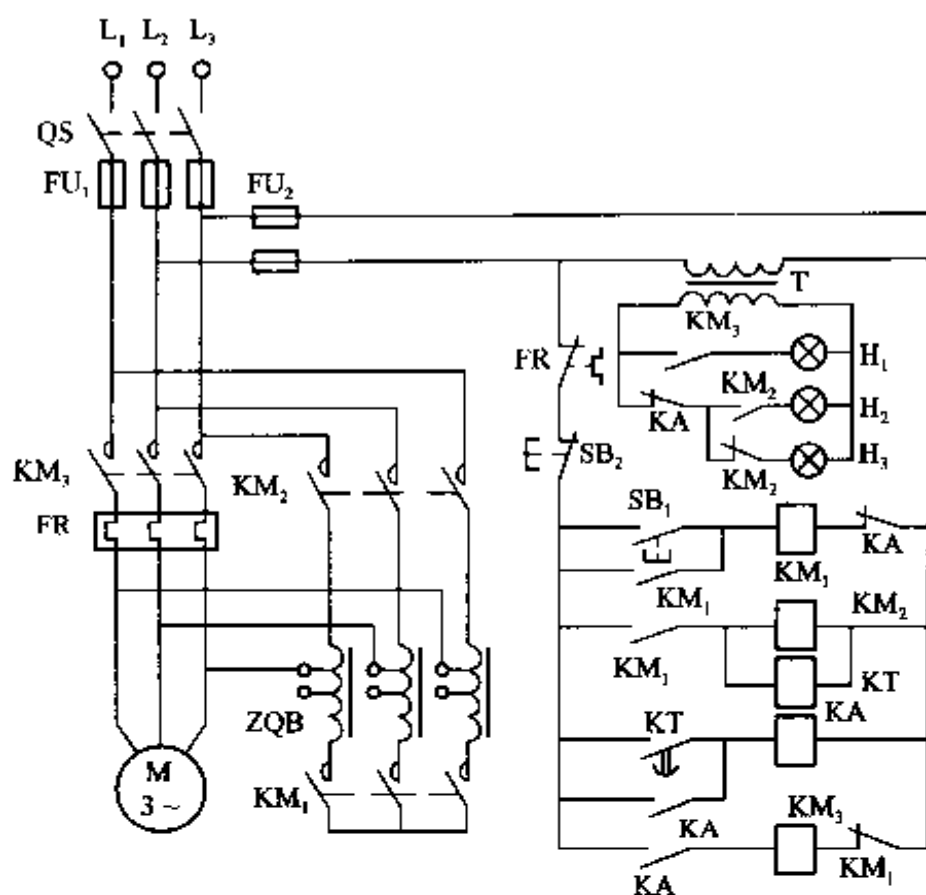 L₁ L₂ L₃
QS
FU₁
FU₂
T
KM₃
FR
H₁
KM₂
KA
H₂
H₃
KM₂
SB₂
KM₃
KM₂
FR
SB₁
KA
KM₁
KM₁
KM₂
KM₁
KT
KA
ZQB
KT
M
3 ~
KM₁
KA
KM₃
KA
KM₁